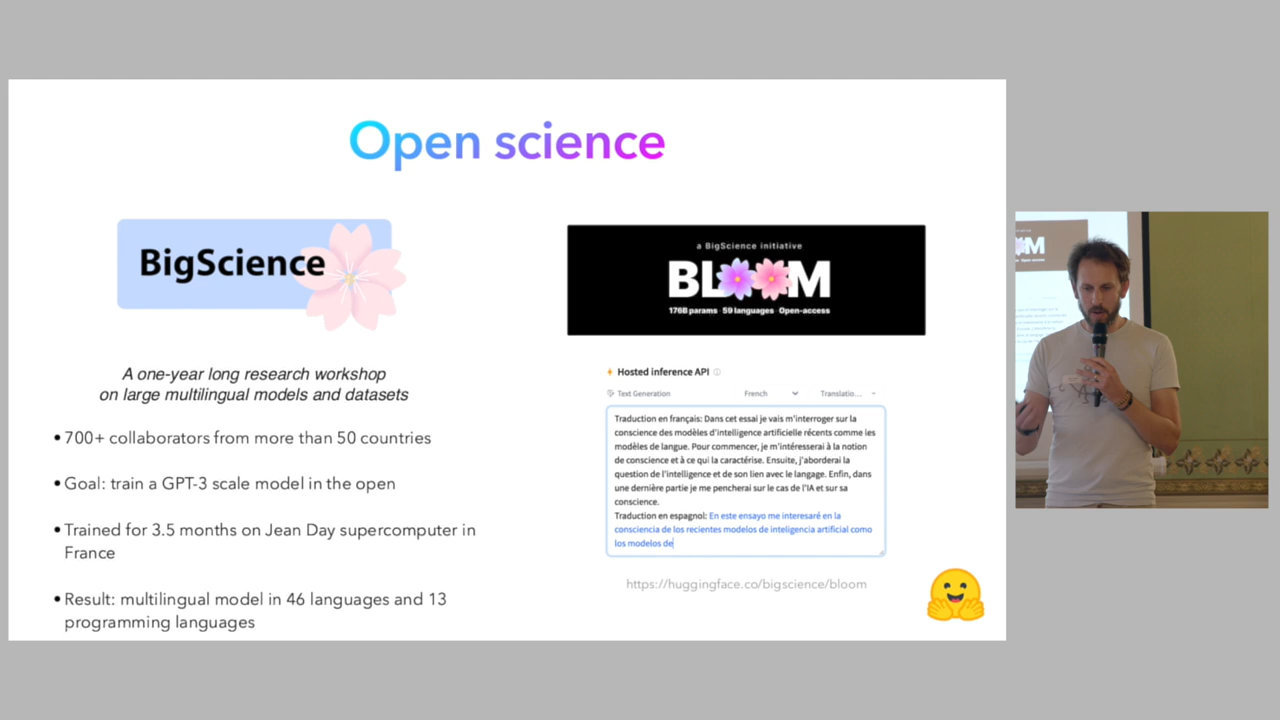 Open science
BigScience
A one-year long research workshop
on large multilingual models and datasets
• 700+ collaborators from more than 50 countries
• Goal: train a GPT-3 scale model in the open
• Trained for 3.5 months on Jean Day supercomputer in
France
• Result: multilingual model in 46 languages and 13
programming languages
a BigScience initiative
BLOOM
176B params 59 languages Open-access
Hosted inference API
Text Generation French Translatio...
Traduction en français: Dans cet essai je vais m'interroger sur la
conscience des modèles d'intelligence artificielle récents comme les
modèles de langue. Pour commencer, je m'intéresserai à la notion
de conscience et à ce qui la caractérise. Ensuite, j'aborderai la
question de l'intelligence et de son lien avec le langage. Enfin, dans
une dernière partie je me pencherai sur le cas de l'IA et sur sa
conscience.
Traduction en espagnol: En este ensayo me interesaré en la
consciencia de los recientes modelos de inteligencia artificial como
los modelos de
https://huggingface.co/bigscience/bloom